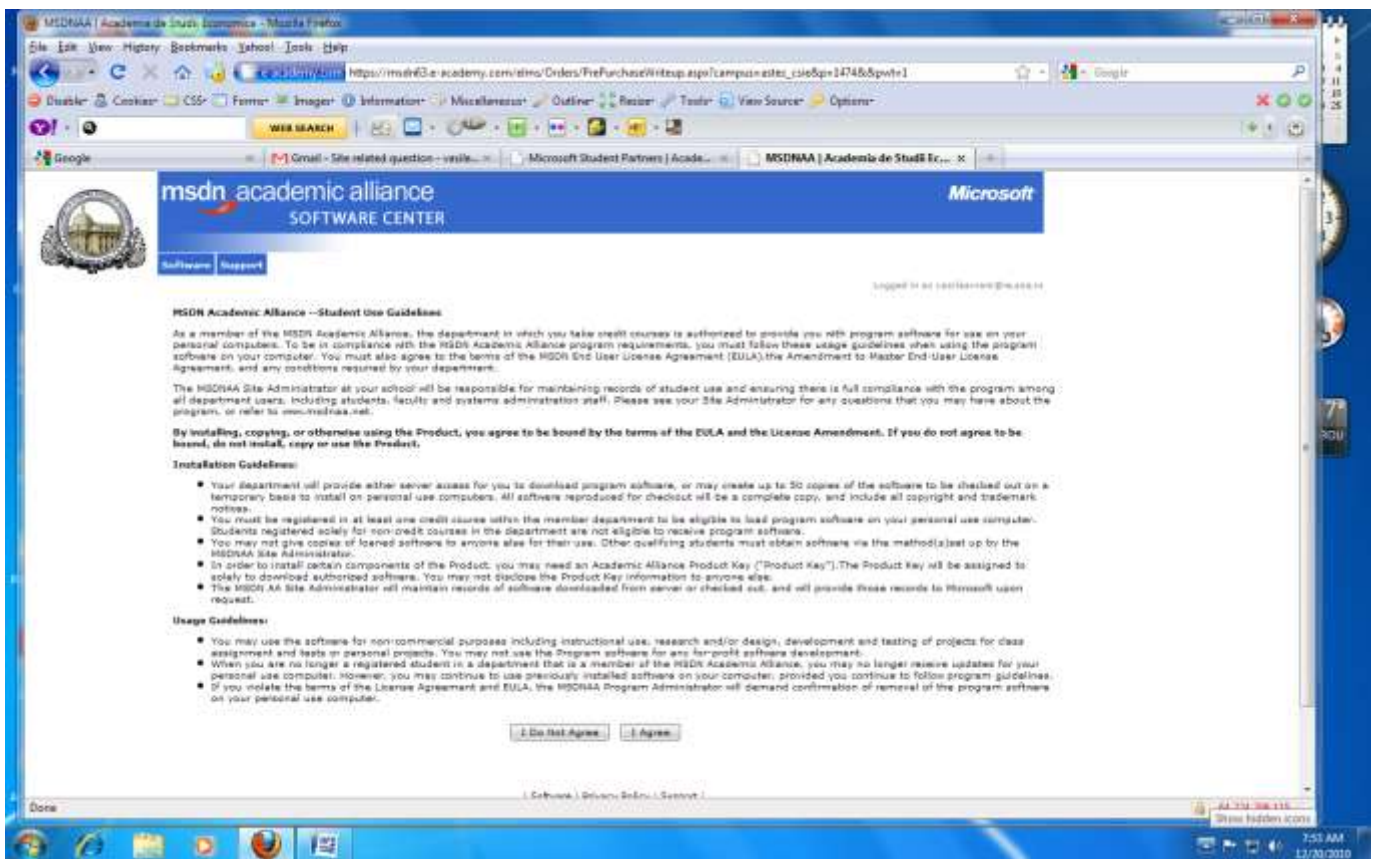 MSDNAA | Academia de Studii Economice - Mozilla Firefox
File Edit View History Bookmarks Yahoo! Tools Help
e-academy.com https://msdn63.e-academy.com/elms/Orders/PrePurchaseWriteup.aspx?campus=astes_csie&
Google
Disable Cookies CSS Forms Images Information Miscellaneous Outline Resize Tools View Source Options
WEB SEARCH
Google
Gmail - Site related question - vasile...
Microsoft Student Partners | Acade...
MSDNAA | Academia de Studii Ec...
msdn academic alliance
SOFTWARE CENTER
Microsoft
Software Support
Logged in as
MSDN Academic Alliance --Student Use Guidelines
As a member of the MSDN Academic Alliance, the department in which you take credit courses is authorized to provide you with program software for use on your
personal computers. To be in compliance with the MSDN Academic Alliance program requirements, you must follow these usage guidelines when using the program
software on your computer. You must also agree to the terms of the MSDN End User License Agreement (EULA),the Amendment to Master End-User License
Agreement, and any conditions required by your department.
The MSDNAA Site Administrator at your school will be responsible for maintaining records of student use and ensuring there is full compliance with the program among
all department users, including students, faculty and systems administration staff. Please see your Site Administrator for any questions that you may have about the
program, or refer to www.msdnaa.net.
By installing, copying, or otherwise using the Product, you agree to be bound by the terms of the EULA and the License Amendment. If you do not agree to be
bound, do not install, copy or use the Product.
Installation Guidelines:
Your department will provide either server access for you to download program software, or may create up to 50 copies of the software to be checked out on a
temporary basis to install on personal use computers. All software reproduced for checkout will be a complete copy, and include all copyright and trademark
notices.
You must be registered in at least one credit course within the member department to be eligible to load program software on your personal use computer.
Students registered solely for non-credit courses in the department are not eligible to receive program software.
You may not give copies of loaned software to anyone else for their use. Other qualifying students must obtain software via the method(s)set up by the
MSDNAA Site Administrator.
In order to install certain components of the Product, you may need an Academic Alliance Product Key ("Product Key").The Product Key will be assigned to
solely to download authorized software. You may not disclose the Product Key information to anyone else.
The MSDN AA Site Administrator will maintain records of software downloaded from server or checked out, and will provide those records to Microsoft upon
request.
Usage Guidelines:
You may use the software for non-commercial purposes including instructional use, research and/or design, development and testing of projects for class
assignment and tests or personal projects. You may not use the Program software for any for-profit software development.
When you are no longer a registered student in a department that is a member of the MSDN Academic Alliance, you may no longer receive updates for your
personal use computer. However, you may continue to use previously installed software on your computer, provided you continue to follow program guidelines.
If you violate the terms of the License Agreement and EULA, the MSDNAA Program Administrator will demand confirmation of removal of the program software
on your personal use computer.
I Do Not Agree
I Agree
| Software | Privacy Policy | Support |
Done
Show hidden icons
7:53 AM
12/20/2010